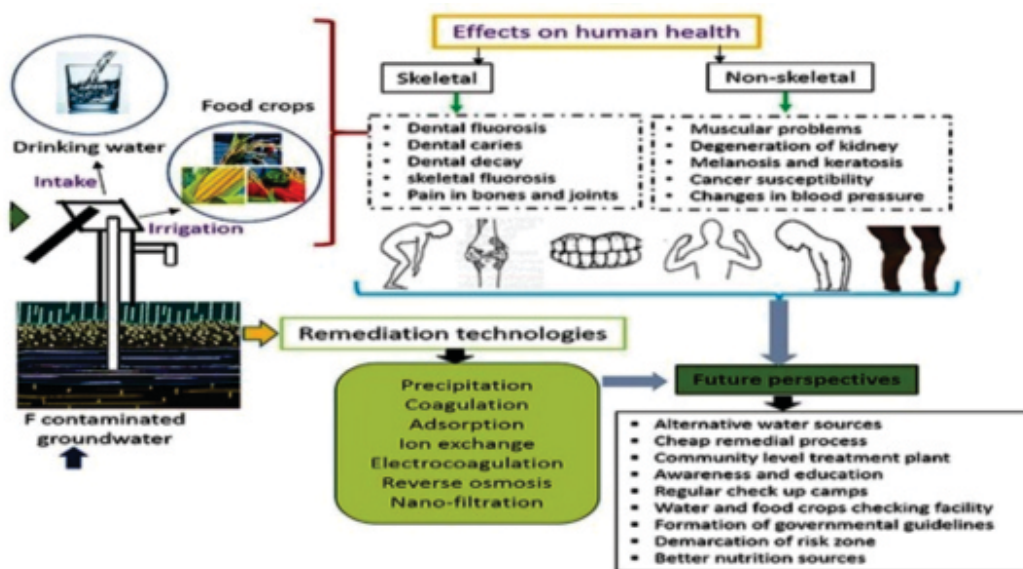 Effects on human health
Skeletal
Non-skeletal
Food crops
Drinking water
Intake
Irrigation
• Dental fluorosis
• Dental caries
• Dental decay
• skeletal fluorosis
• Pain in bones and joints
• Muscular problems
• Degeneration of kidney
• Melanosis and keratosis
• Cancer susceptibility
• Changes in blood pressure
Remediation technologies
Precipitation
Coagulation
Adsorption
Ion exchange
Electrocoagulation
Reverse osmosis
Nano-filtration
F contaminated
groundwater
Future perspectives
▪ Alternative water sources
▪ Cheap remedial process
▪ Community level treatment plant
▪ Awareness and education
▪ Regular check up camps
▪ Water and food crops checking facility
▪ Formation of governmental guidelines
▪ Demarcation of risk zone
▪ Better nutrition sources